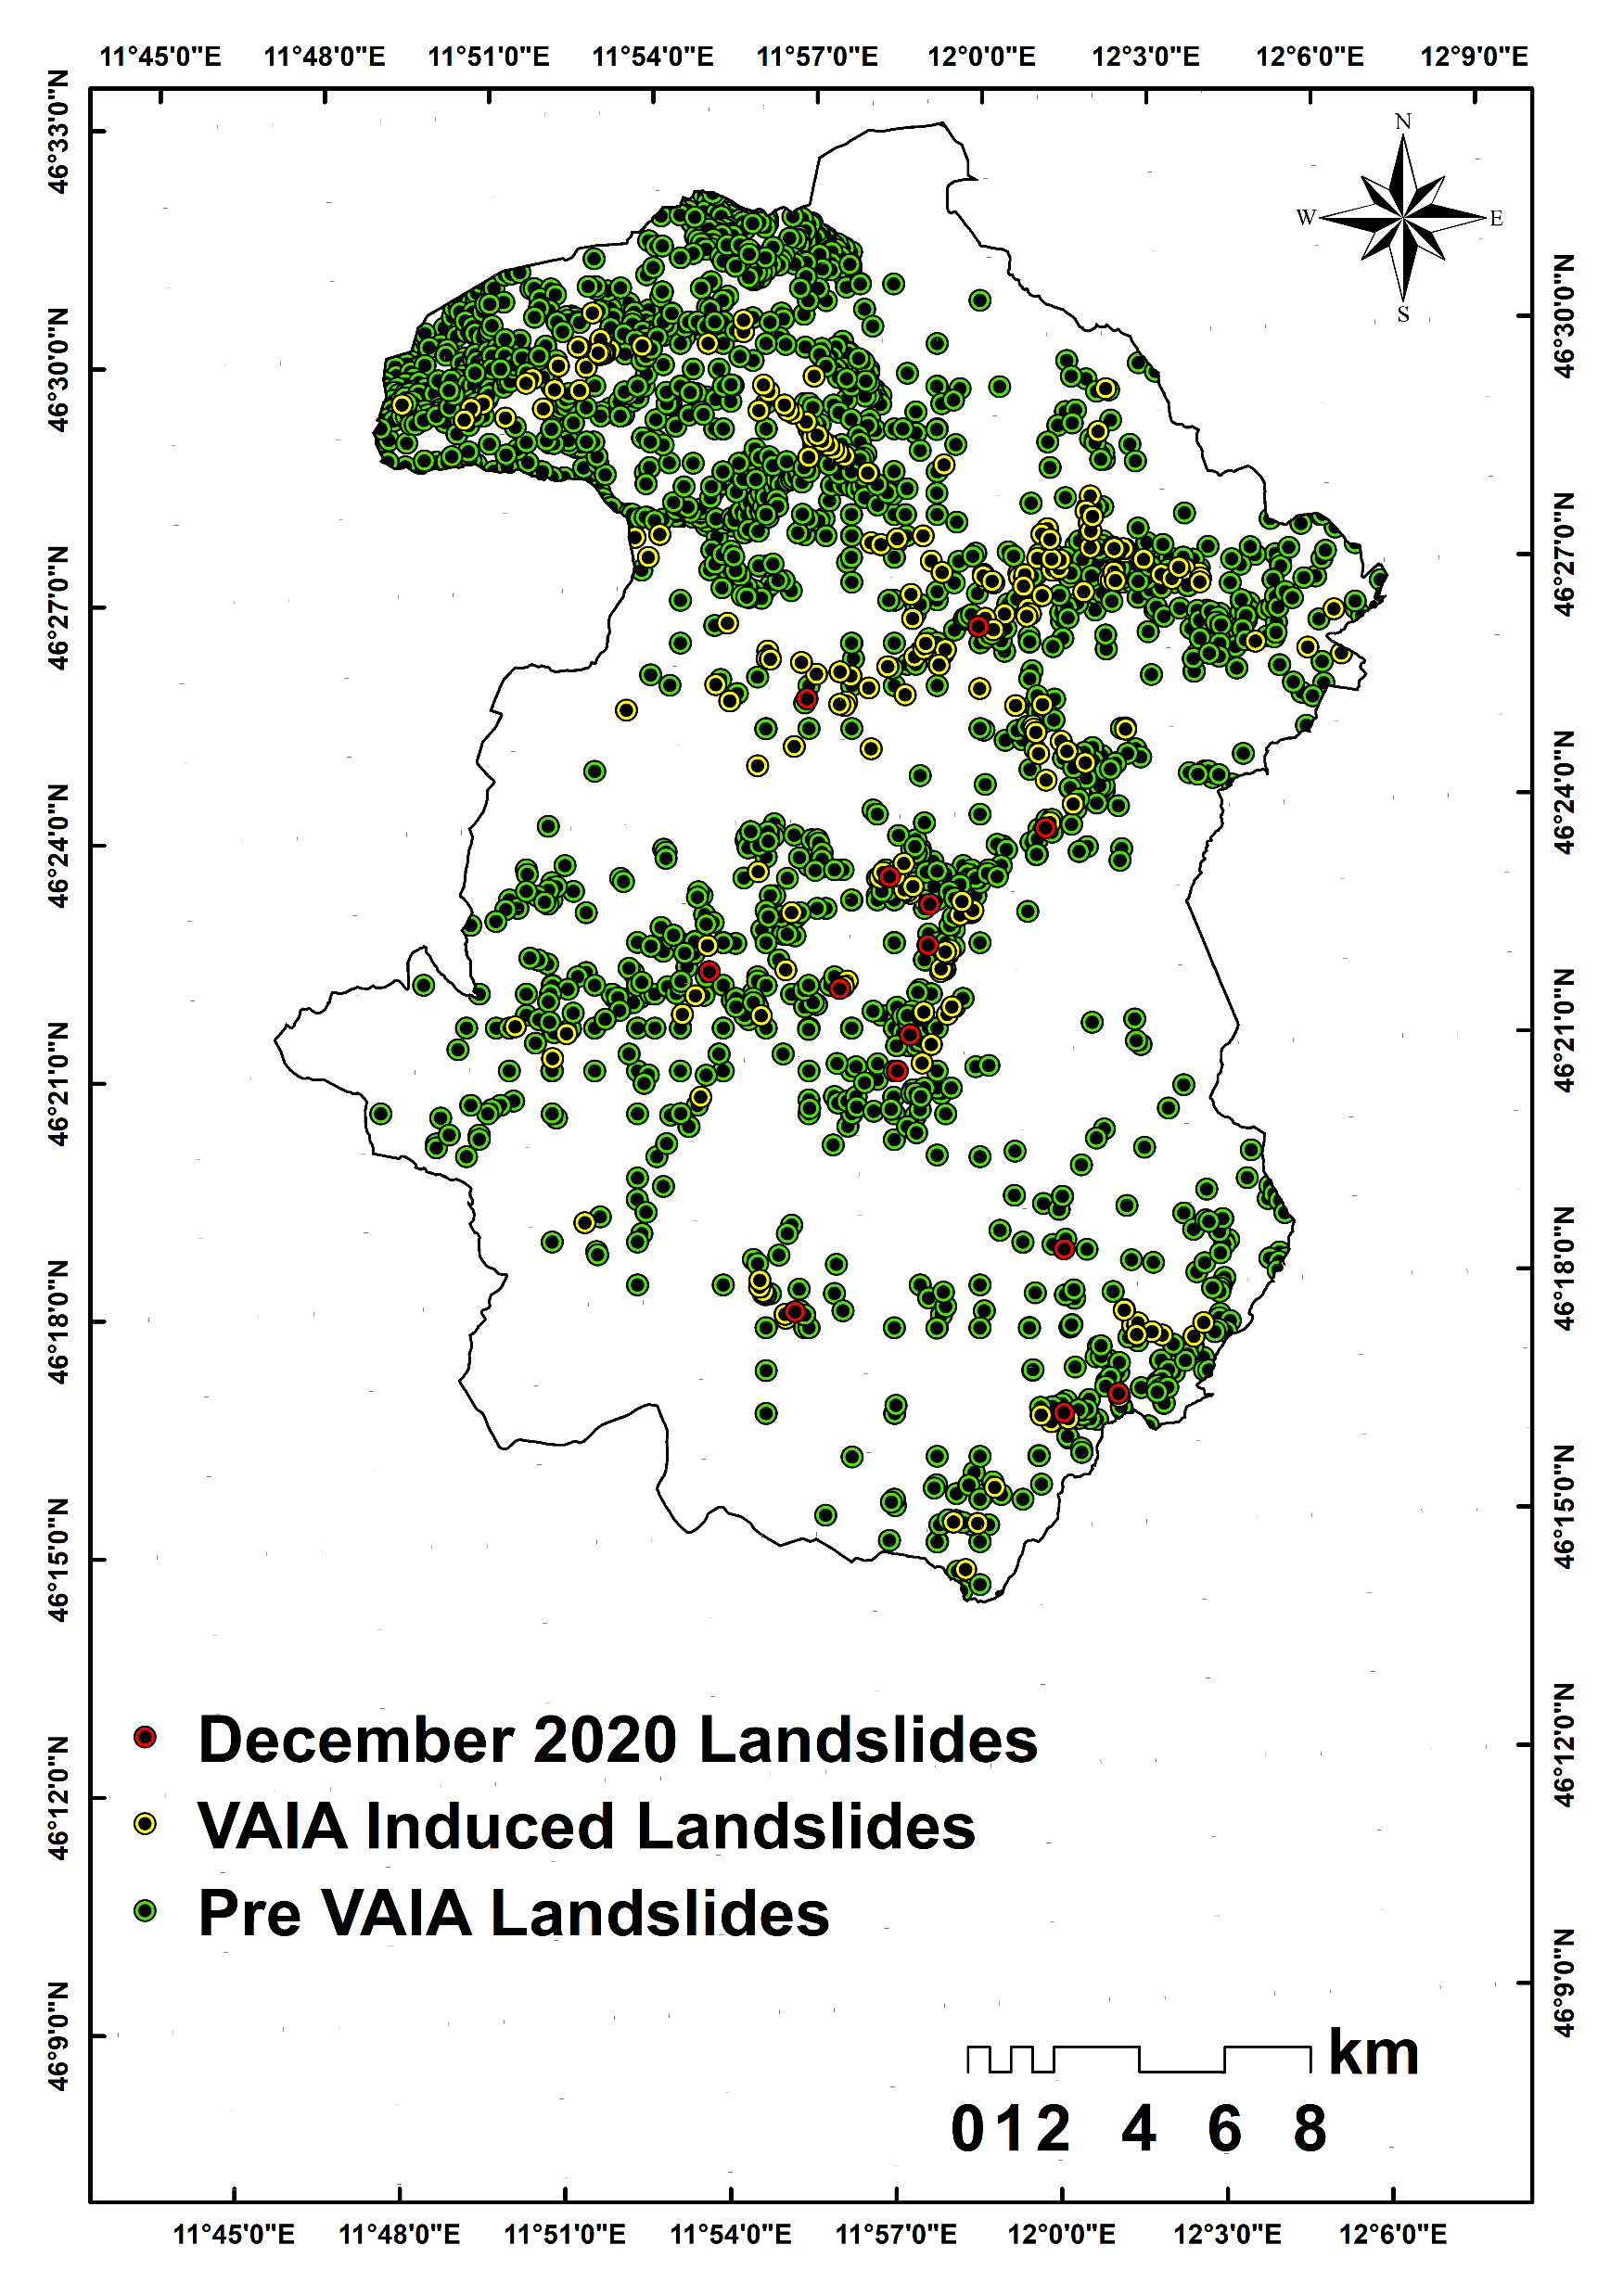 11°45'0"E 11°48'0"E 11°51'0"E 11°54'0"E 11°57'0"E 12°0'0"E 12°3'0"E 12°6'0"E 12°9'0"E
N
W E
S
46°33'0"N
46°30'0"N
46°27'0"N
46°24'0"N
46°21'0"N
46°18'0"N
46°15'0"N
46°12'0"N
46°9'0"N
46°30'0"N
46°27'0"N
46°24'0"N
46°21'0"N
46°18'0"N
46°15'0"N
46°12'0"N
46°9'0"N
December 2020 Landslides
VAIA Induced Landslides
Pre VAIA Landslides
km
0 1 2 4 6 8
11°45'0"E 11°48'0"E 11°51'0"E 11°54'0"E 11°57'0"E 12°0'0"E 12°3'0"E 12°6'0"E